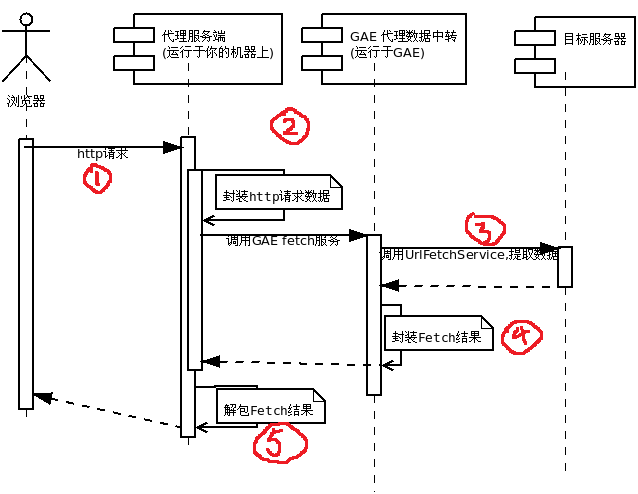 代理服务端
(运行于你的机器上)
GAE 代理数据中转
(运行于GAE)
目标服务器
浏览器
②
http请求
①
封装http请求数据
③
调用GAE fetch服务
调用UrlFetchService,提取数据
封装Fetch结果
④
解包Fetch结果
⑤